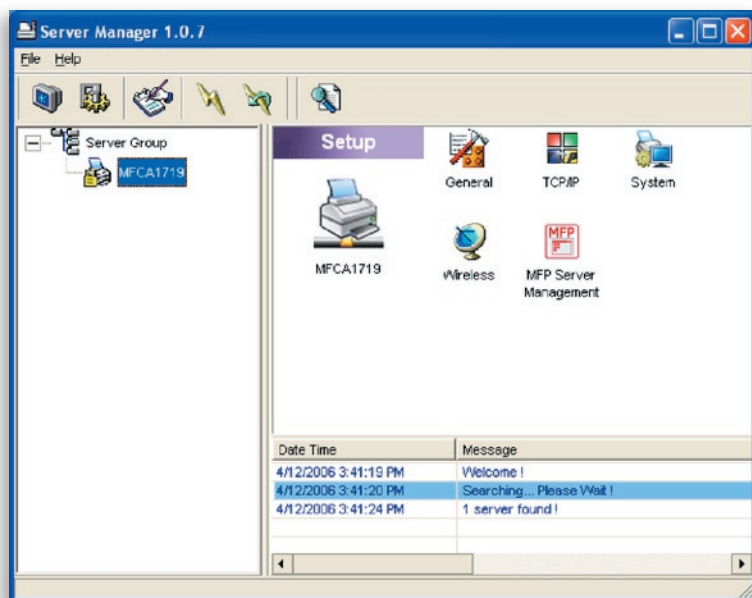 Server Manager 1.0.7
File Help
Server Group
MFCA1719
Setup
MFCA1719
General
TCP/IP
System
Wireless
MFP
MFP Server
Management
Date Time Message
4/12/2006 3:41:19 PM Welcome !
4/12/2006 3:41:20 PM Searching... Please Wait !
4/12/2006 3:41:24 PM 1 server found !